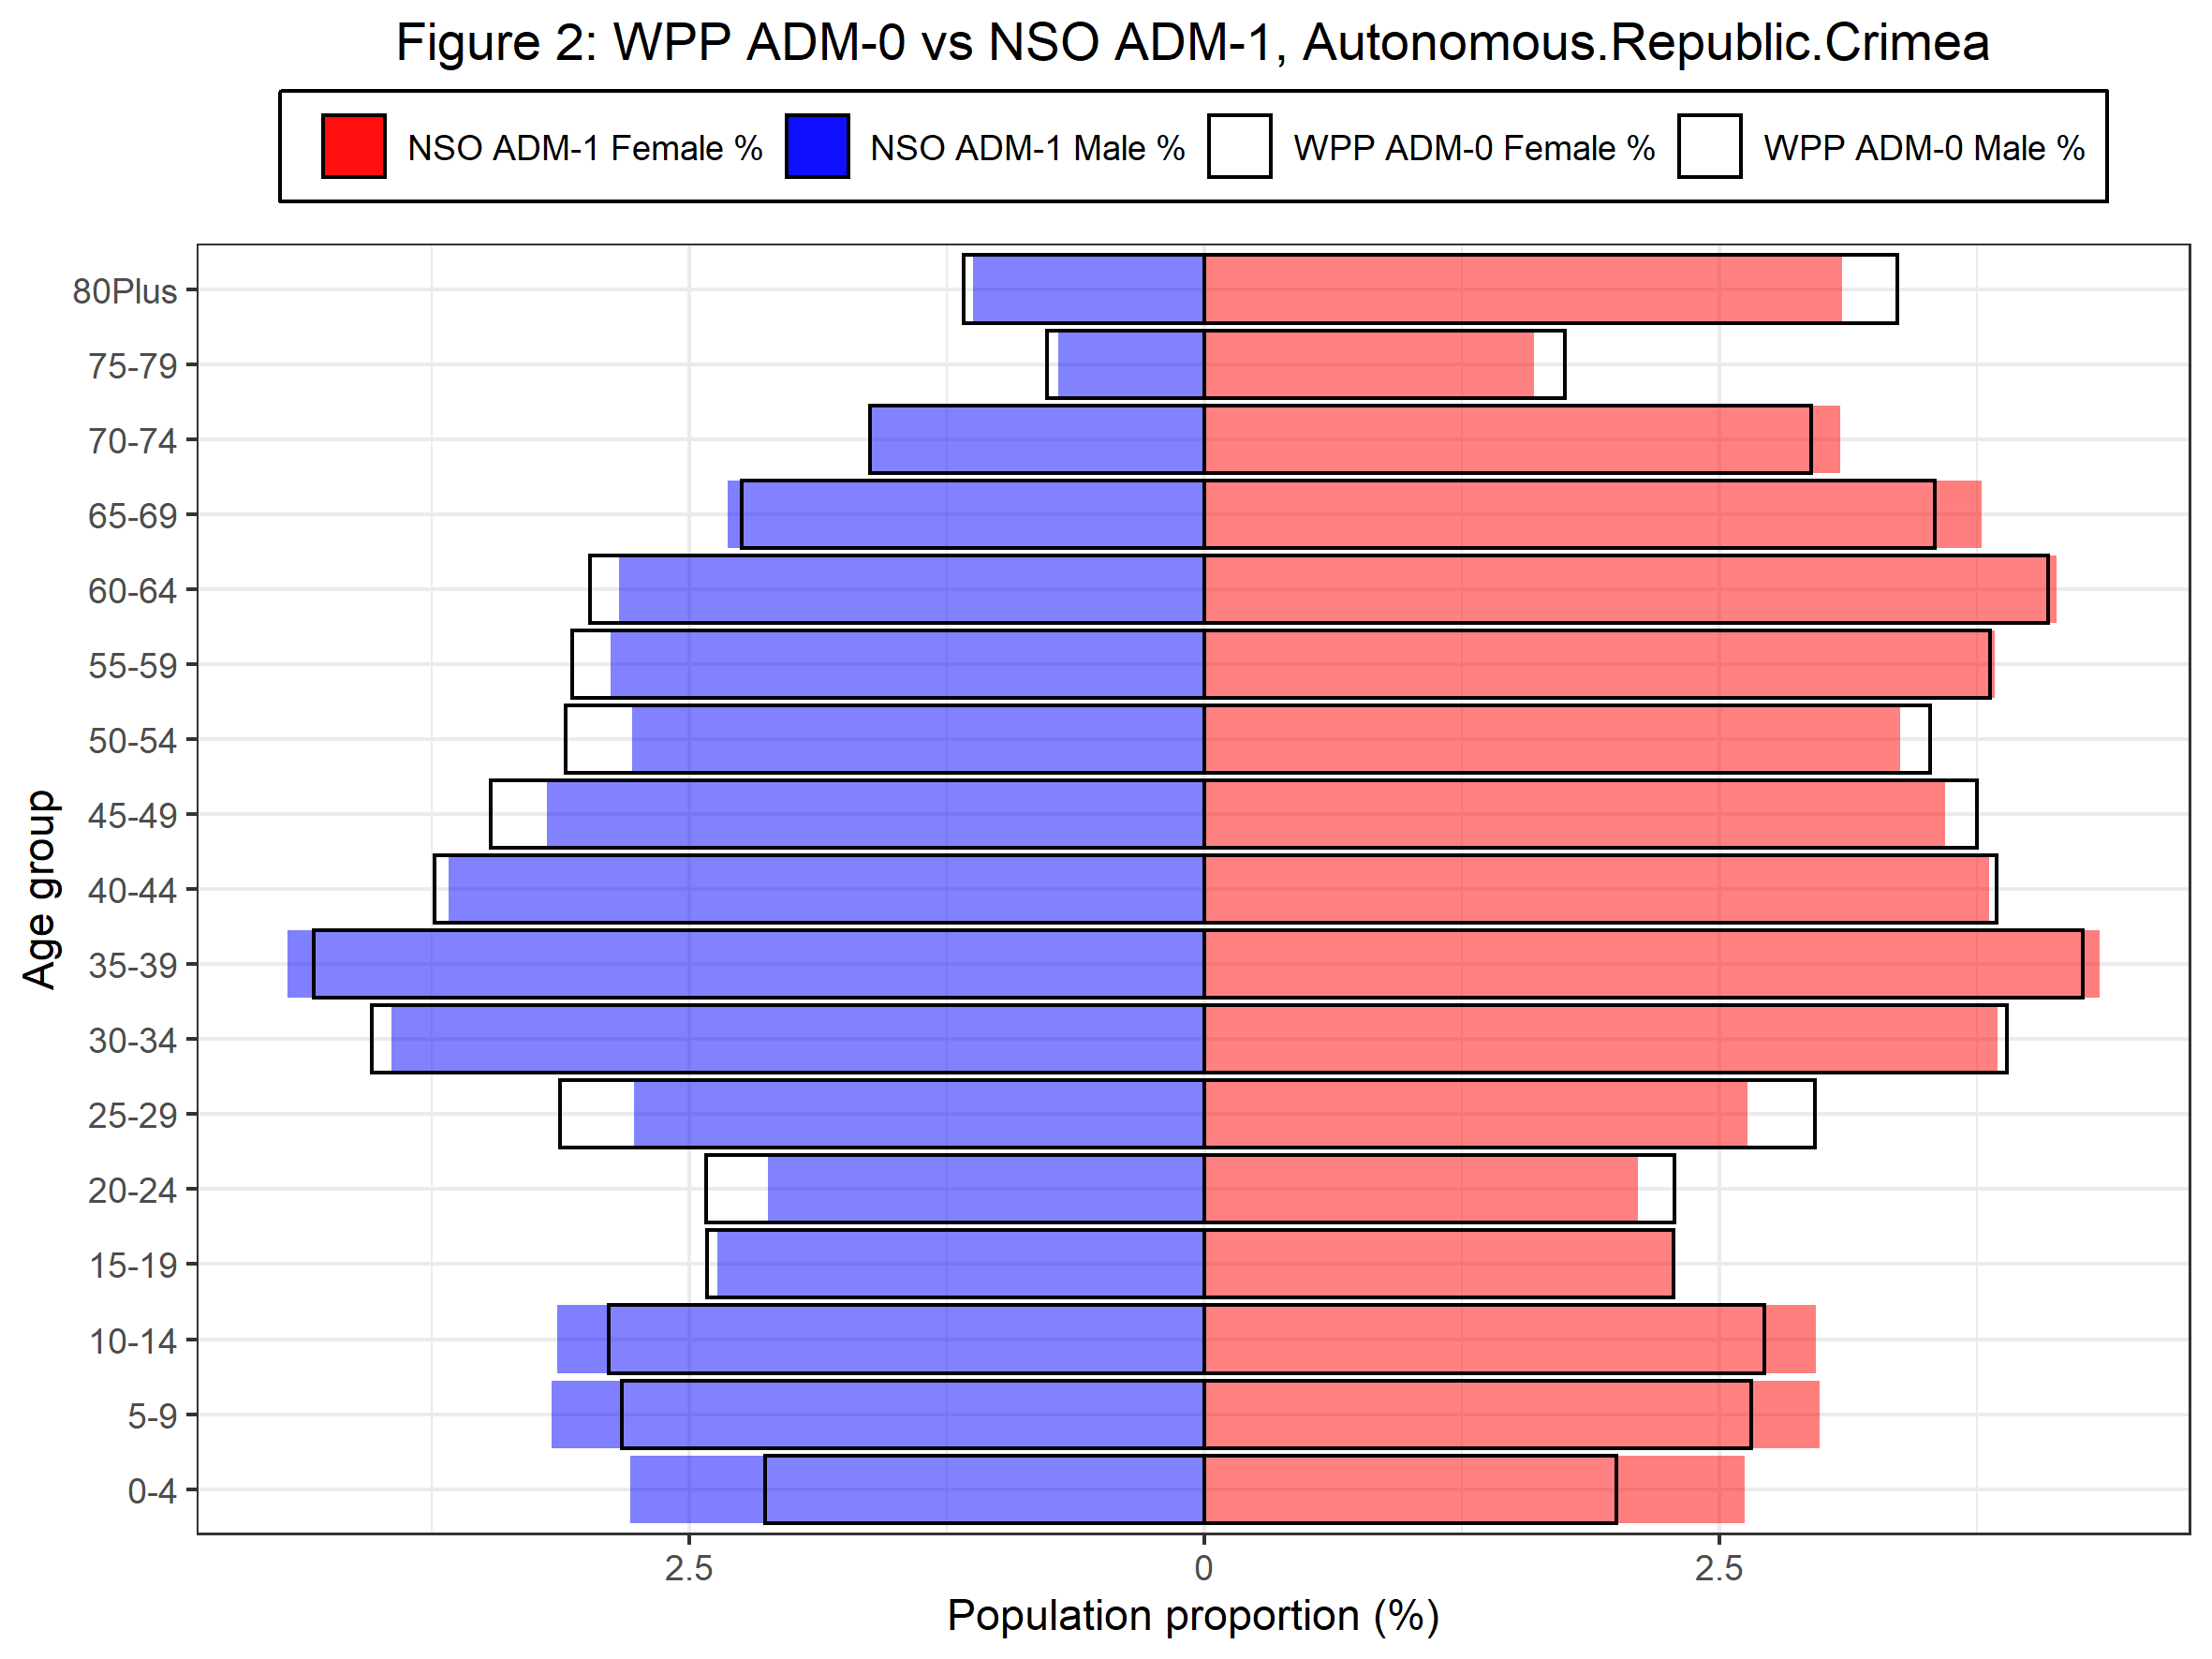 Figure 2: WPP ADM-0 vs NSO ADM-1, Autonomous.Republic.Crimea
NSO ADM-1 Female % NSO ADM-1 Male % WPP ADM-0 Female % WPP ADM-0 Male %
Age group
80Plus
75-79
70-74
65-69
60-64
55-59
50-54
45-49
40-44
35-39
30-34
25-29
20-24
15-19
10-14
5-9
0-4
2.5 0 2.5
Population proportion (%)